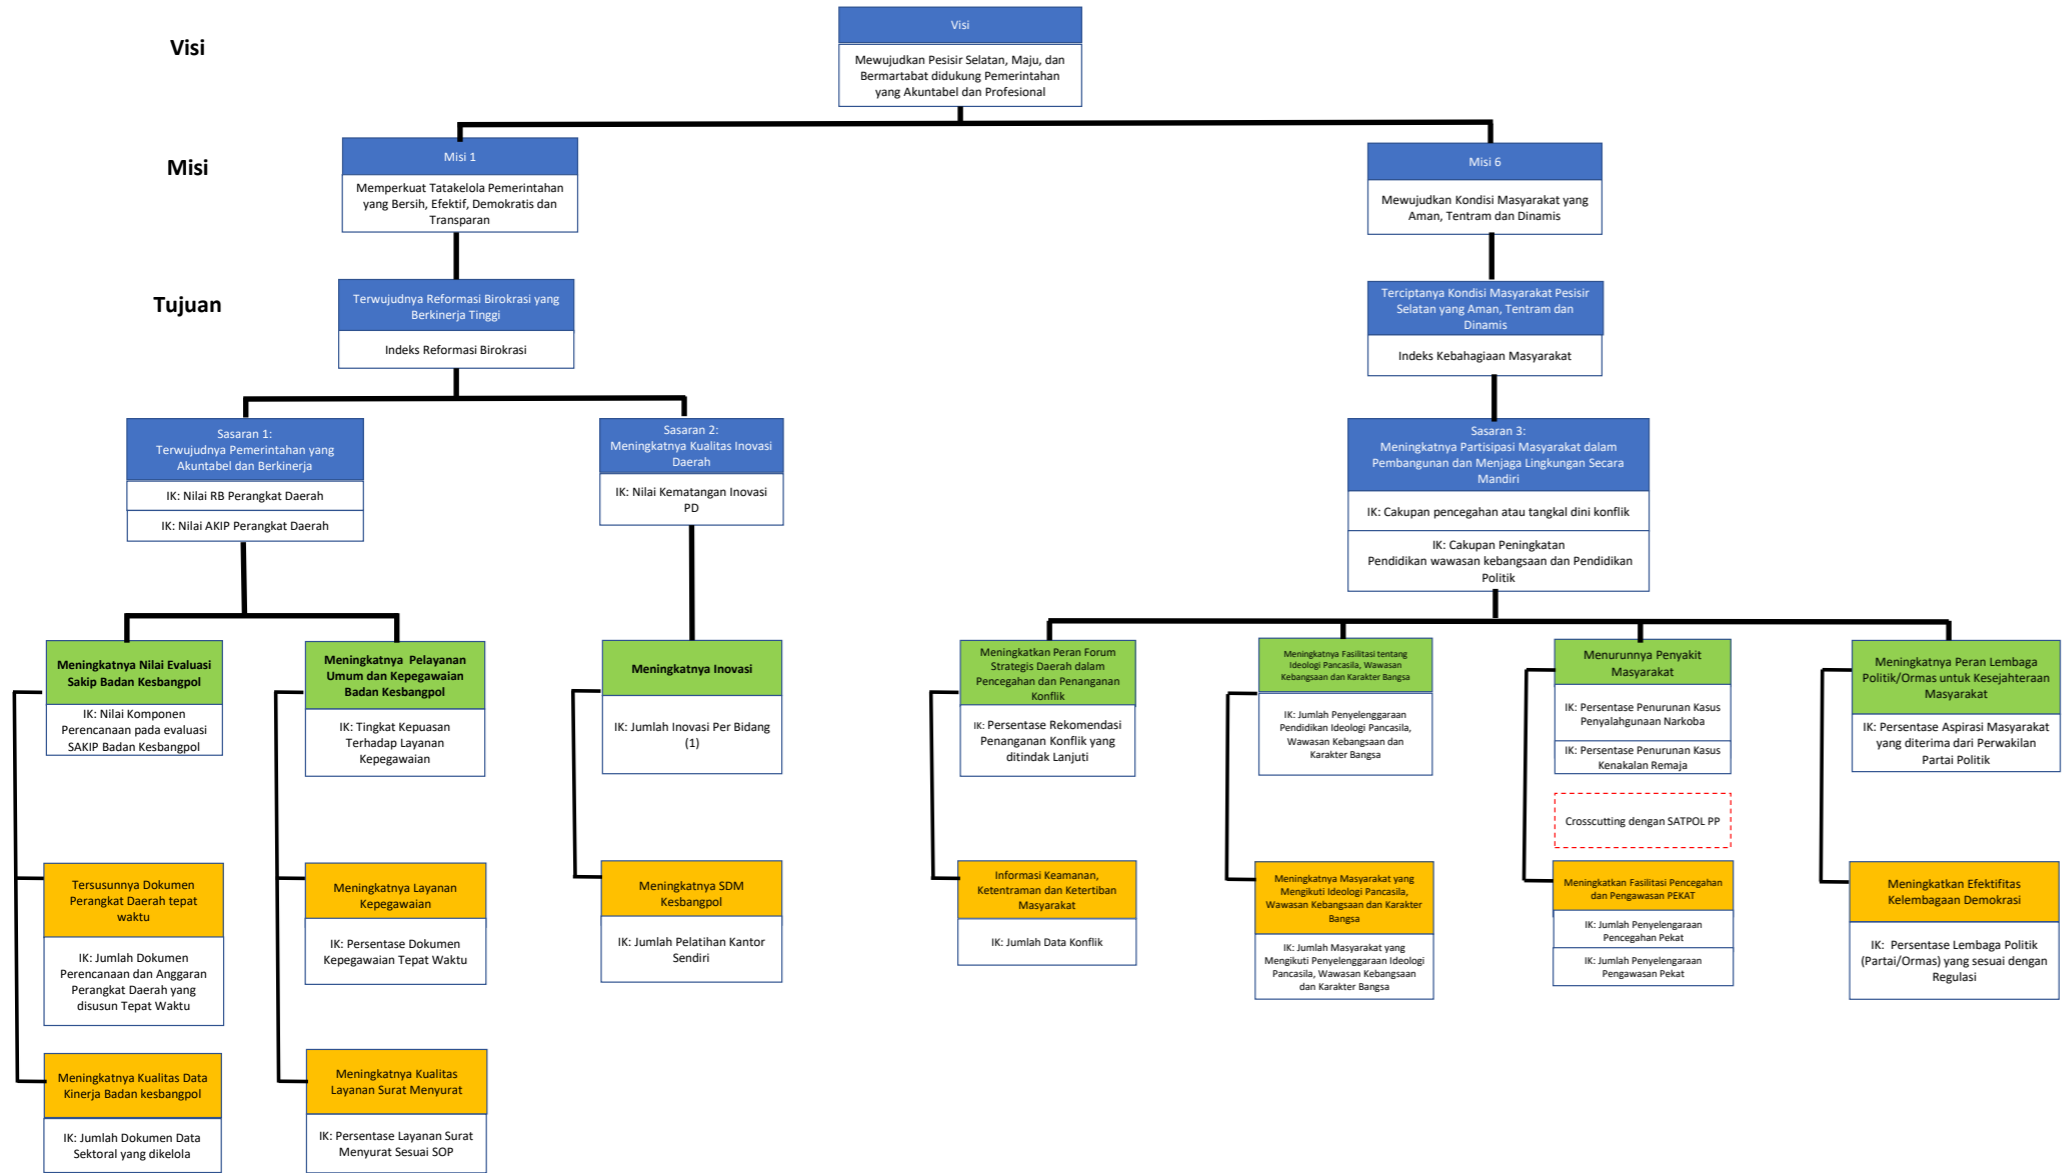 Visi
Visi
Mewujudkan Pesisir Selatan, Maju, dan
Bermartabat didukung Pemerintahan
yang Akuntabel dan Profesional
Misi
Misi 1
Memperkuat Tatakelola Pemerintahan
yang Bersih, Efektif, Demokratis dan
Transparan
Misi 6
Mewujudkan Kondisi Masyarakat yang
Aman, Tentram dan Dinamis
Tujuan
Terwujudnya Reformasi Birokrasi yang
Berkinerja Tinggi
Indeks Reformasi Birokrasi
Terciptanya Kondisi Masyarakat Pesisir
Selatan yang Aman, Tentram dan
Dinamis
Indeks Kebahagiaan Masyarakat
Sasaran 1:
Terwujudnya Pemerintahan yang
Akuntabel dan Berkinerja
IK: Nilai RB Perangkat Daerah
IK: Nilai AKIP Perangkat Daerah
Sasaran 2:
Meningkatnya Kualitas Inovasi
Daerah
IK: Nilai Kematangan Inovasi
PD
Sasaran 3:
Meningkatnya Partisipasi Masyarakat dalam
Pembangunan dan Menjaga Lingkungan Secara
Mandiri
IK: Cakupan pencegahan atau tangkal dini konflik
IK: Cakupan Peningkatan
Pendidikan wawasan kebangsaan dan Pendidikan
Politik
Meningkatnya Nilai Evaluasi
Sakip Badan Kesbangpol
IK: Nilai Komponen
Perencanaan pada evaluasi
SAKIP Badan Kesbangpol
Meningkatnya Pelayanan
Umum dan Kepegawaian
Badan Kesbangpol
IK: Tingkat Kepuasan
Terhadap Layanan
Kepegawaian
Meningkatnya Inovasi
IK: Jumlah Inovasi Per Bidang
(1)
Meningkatkan Peran Forum
Strategis Daerah dalam
Pencegahan dan Penanganan
Konflik
IK: Persentase Rekomendasi
Penanganan Konflik yang
ditindak Lanjuti
Meningkatnya Fasilitasi tentang
Ideologi Pancasila, Wawasan
Kebangsaan dan Karakter Bangsa
IK: Jumlah Penyelenggaraan
Pendidikan Ideologi Pancasila,
Wawasan Kebangsaan dan
Karakter Bangsa
Menurunnya Penyakit
Masyarakat
IK: Persentase Penurunan Kasus
Penyalahgunaan Narkoba
IK: Persentase Penurunan Kasus
Kenakalan Remaja
Crosscutting dengan SATPOL PP
Meningkatnya Peran Lembaga
Politik/Ormas untuk Kesejahteraan
Masyarakat
IK: Persentase Aspirasi Masyarakat
yang diterima dari Perwakilan
Partai Politik
Tersusunnya Dokumen
Perangkat Daerah tepat
waktu
IK: Jumlah Dokumen
Perencanaan dan Anggaran
Perangkat Daerah yang
disusun Tepat Waktu
Meningkatnya Layanan
Kepegawaian
IK: Persentase Dokumen
Kepegawaian Tepat Waktu
Meningkatnya SDM
Kesbangpol
IK: Jumlah Pelatihan Kantor
Sendiri
Informasi Keamanan,
Ketentraman dan Ketertiban
Masyarakat
IK: Jumlah Data Konflik
Meningkatnya Masyarakat yang
Mengikuti Ideologi Pancasila,
Wawasan Kebangsaan dan Karakter
Bangsa
IK: Jumlah Masyarakat yang
Mengikuti Penyelenggaraan Ideologi
Pancasila, Wawasan Kebangsaan
dan Karakter Bangsa
Meningkatkan Fasilitasi Pencegahan
dan Pengawasan PEKAT
IK: Jumlah Penyelengaraan
Pencegahan Pekat
IK: Jumlah Penyelengaraan
Pengawasan Pekat
Meningkatkan Efektifitas
Kelembagaan Demokrasi
IK: Persentase Lembaga Politik
(Partai/Ormas) yang sesuai dengan
Regulasi
Meningkatnya Kualitas Data
Kinerja Badan kesbangpol
IK: Jumlah Dokumen Data
Sektoral yang dikelola
Meningkatnya Kualitas
Layanan Surat Menyurat
IK: Persentase Layanan Surat
Menyurat Sesuai SOP